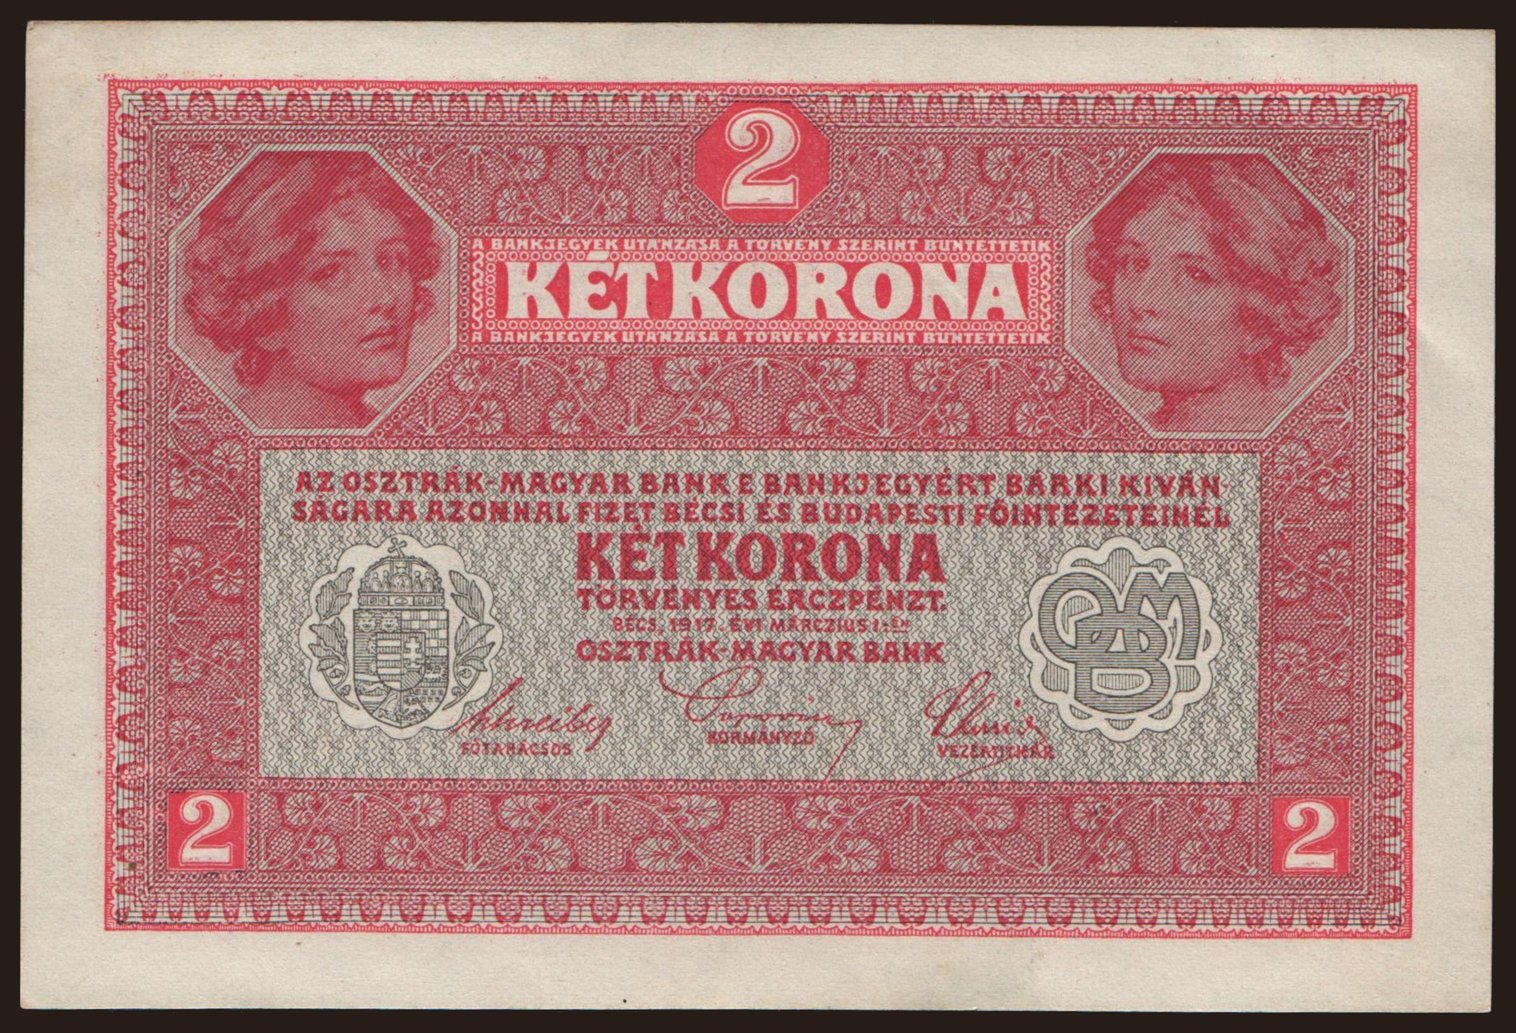 2
A BANKJEGYEK UTÁNZÁSA A TÖRVÉNY SZERINT BÜNTETTETIK
KÉT KORONA
A BANKJEGYEK UTÁNZÁSA A TÖRVÉNY SZERINT BÜNTETTETIK
AZ OSZTRÁK-MAGYAR BANK E BANKJEGYÉRT BÁRKI KIVÁN-
SÁGÁRA AZONNAL FIZET BÉCSI ÉS BUDAPESTI FŐINTÉZETEINÉL
KÉT KORONA
TÖRVÉNYES ÉRCZPÉNZT.
BÉCS, 1917. ÉVI MÁRCZIUS 1.-ÉN
OSZTRÁK-MAGYAR BANK
FŐTANÁCSOS KORMÁNYZÓ VEZÉRTITKÁR
2 2